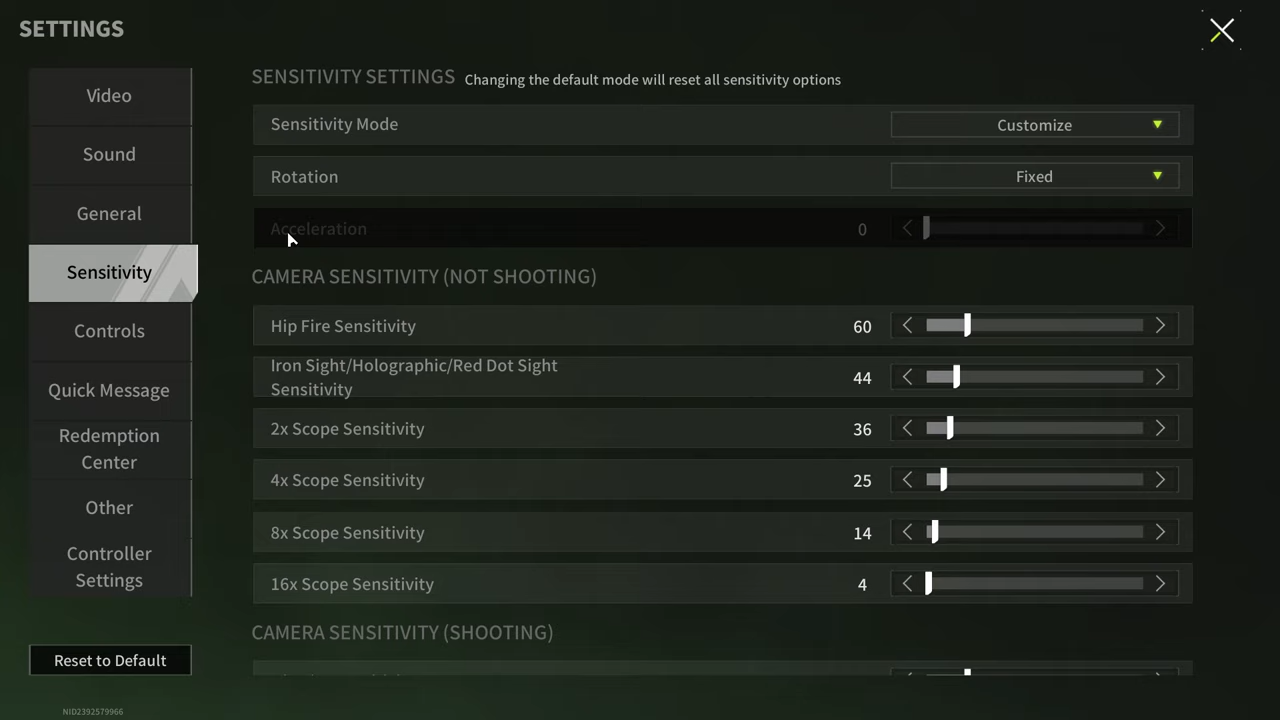 SETTINGS
Video
Sound
General
Sensitivity
Controls
Quick Message
Redemption
Center
Other
Controller
Settings
Reset to Default
NID2392579966
SENSITIVITY SETTINGS Changing the default mode will reset all sensitivity options
Sensitivity Mode Customize
Rotation Fixed
Acceleration 0
CAMERA SENSITIVITY (NOT SHOOTING)
Hip Fire Sensitivity 60
Iron Sight/Holographic/Red Dot Sight
Sensitivity 44
2x Scope Sensitivity 36
4x Scope Sensitivity 25
8x Scope Sensitivity 14
16x Scope Sensitivity 4
CAMERA SENSITIVITY (SHOOTING)